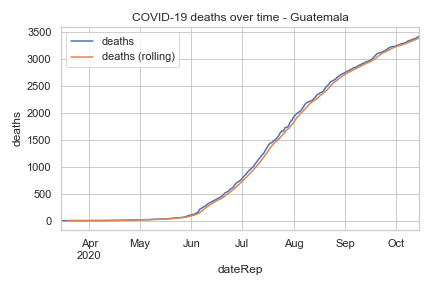 COVID-19 deaths over time - Guatemala
deaths
deaths (rolling)
3500
3000
2500
2000
1500
1000
500
0
deaths
Apr
2020
May
Jun
Jul
Aug
Sep
Oct
dateRep